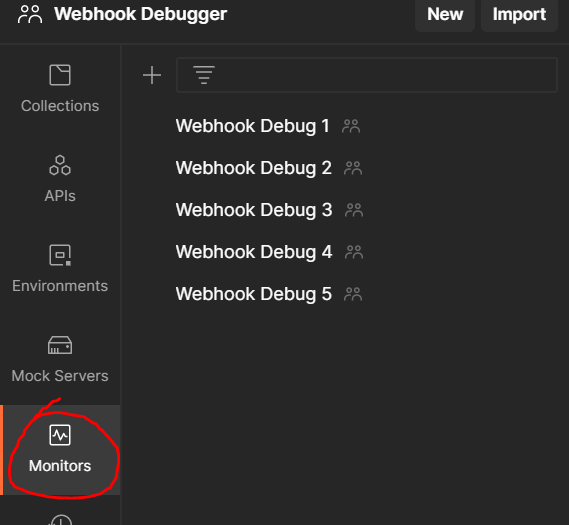 Webhook Debugger
New
Import
Collections
APIs
Environments
Mock Servers
Monitors
Webhook Debug 1
Webhook Debug 2
Webhook Debug 3
Webhook Debug 4
Webhook Debug 5